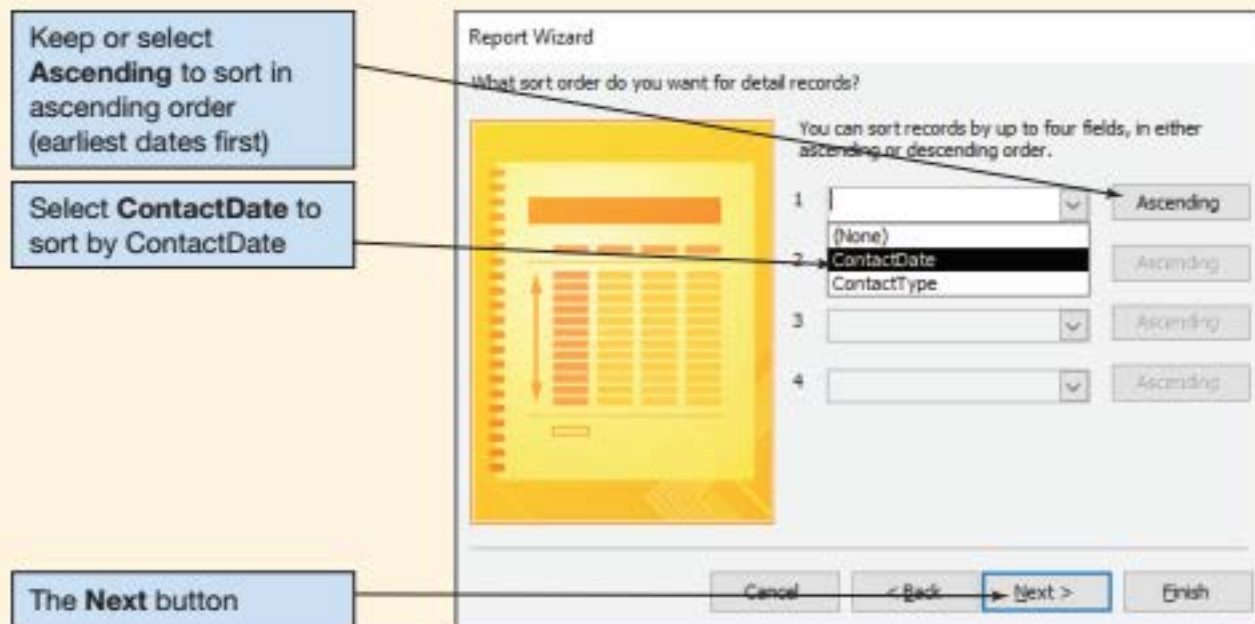 Keep or select
Ascending to sort in
ascending order
(earliest dates first)
Select ContactDate to
sort by ContactDate
The Next button
Report Wizard
What sort order do you want for detail records?
You can sort records by up to four fields, in either
ascending or descending order.
1 Ascending
(None)
2 ContactDate Ascending
ContactType
3 Ascending
4 Ascending
Cancel < Back Next > Finish